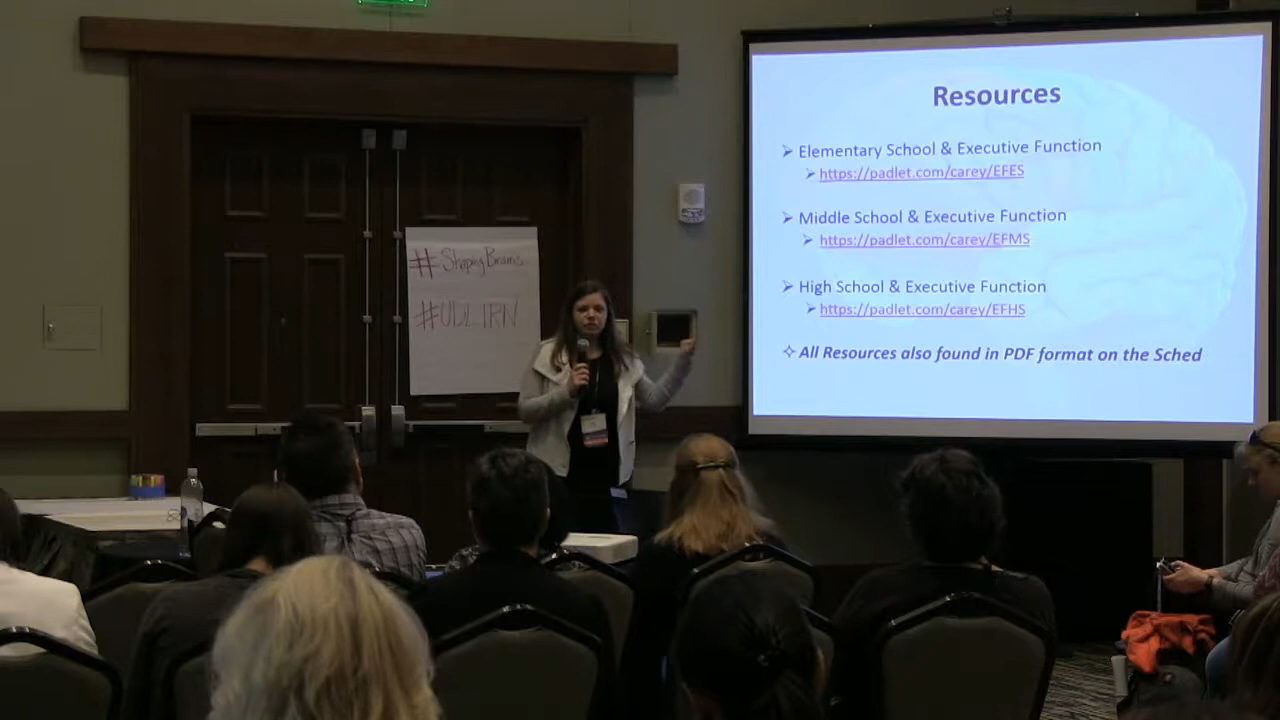 #ShapingBrains
#UDLIRN
Resources
➢ Elementary School & Executive Function
➢ https://padlet.com/carey/EFES
➢ Middle School & Executive Function
➢ https://padlet.com/carey/EFMS
➢ High School & Executive Function
➢ https://padlet.com/carey/EFHS
✧ All Resources also found in PDF format on the Sched